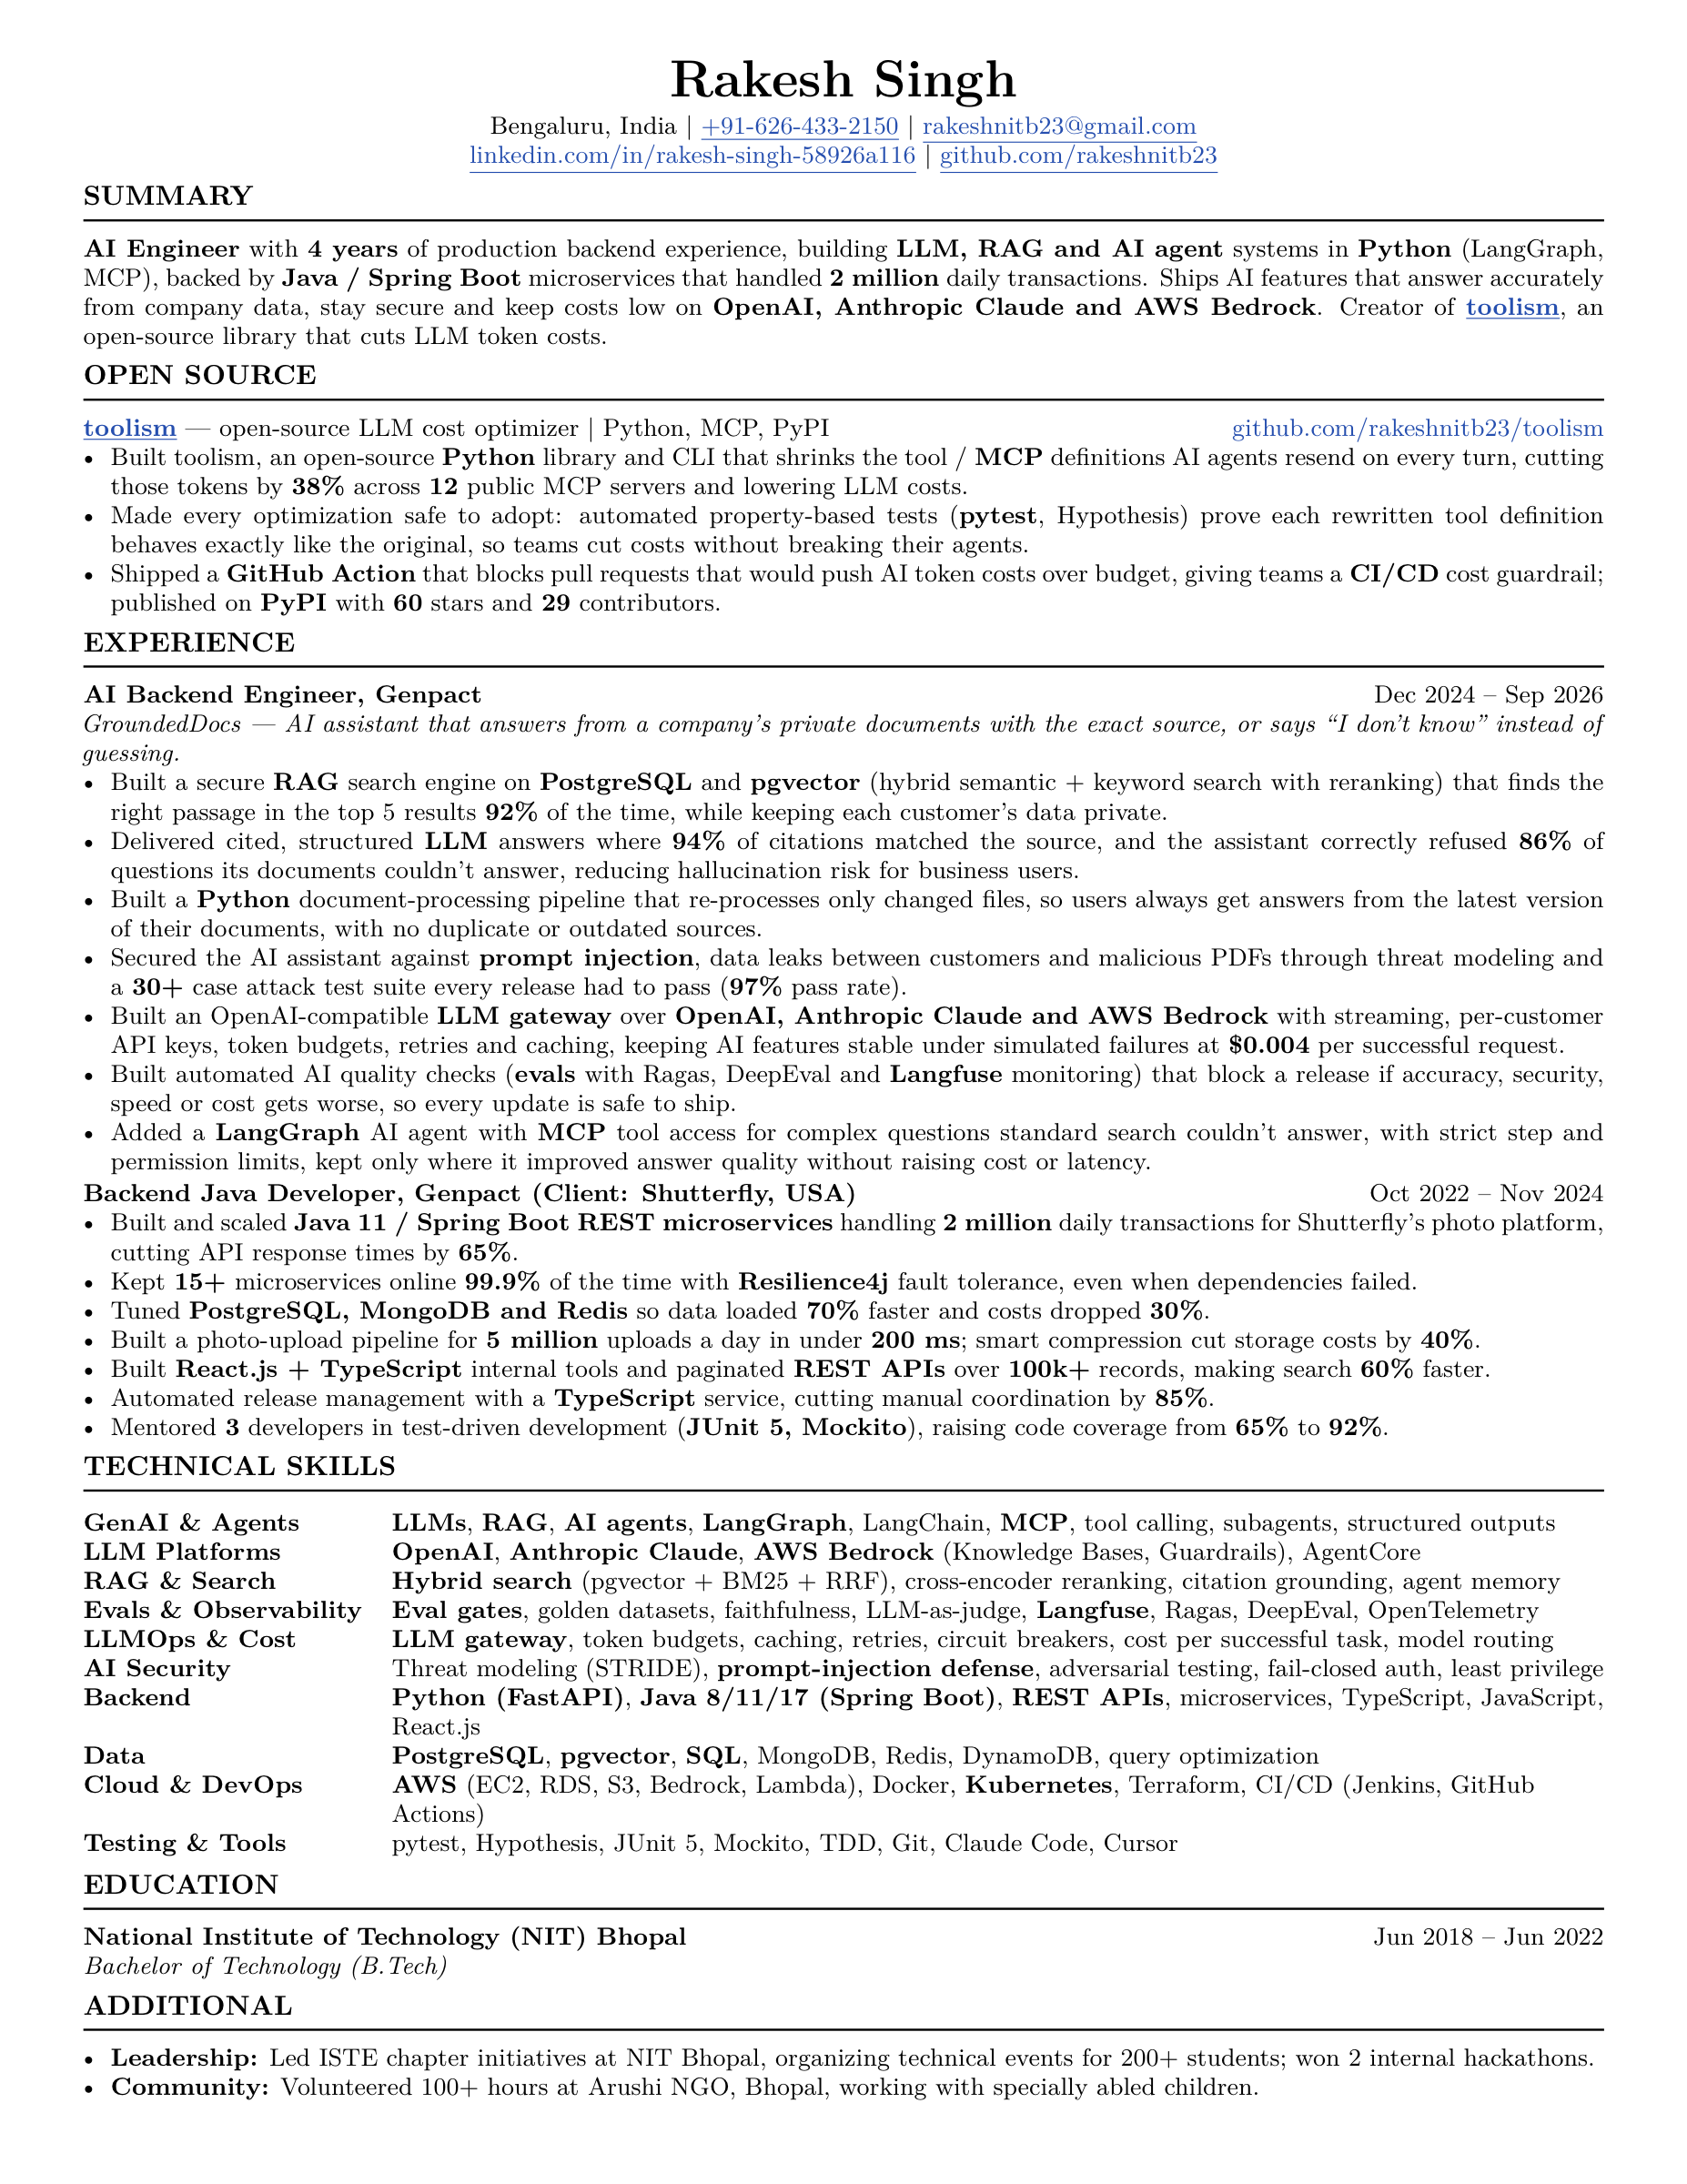 Rakesh Singh
Bengaluru, India | +91-626-433-2150 | rakeshnitb23@gmail.com
linkedin.com/in/rakesh-singh-58926a116 | github.com/rakeshnitb23
SUMMARY
AI Engineer with 4 years of production backend experience, building LLM, RAG and AI agent systems in Python (LangGraph,
MCP), backed by Java / Spring Boot microservices that handled 2 million daily transactions. Ships AI features that answer accurately
from company data, stay secure and keep costs low on OpenAI, Anthropic Claude and AWS Bedrock. Creator of toolism, an
open-source library that cuts LLM token costs.
OPEN SOURCE
toolism — open-source LLM cost optimizer | Python, MCP, PyPI github.com/rakeshnitb23/toolism
• Built toolism, an open-source Python library and CLI that shrinks the tool / MCP definitions AI agents resend on every turn, cutting
those tokens by 38% across 12 public MCP servers and lowering LLM costs.
• Made every optimization safe to adopt: automated property-based tests (pytest, Hypothesis) prove each rewritten tool definition
behaves exactly like the original, so teams cut costs without breaking their agents.
• Shipped a GitHub Action that blocks pull requests that would push AI token costs over budget, giving teams a CI/CD cost guardrail;
published on PyPI with 60 stars and 29 contributors.
EXPERIENCE
AI Backend Engineer, Genpact Dec 2024 – Sep 2026
GroundedDocs — AI assistant that answers from a company's private documents with the exact source, or says “I don't know” instead of
guessing.
• Built a secure RAG search engine on PostgreSQL and pgvector (hybrid semantic + keyword search with reranking) that finds the
right passage in the top 5 results 92% of the time, while keeping each customer's data private.
• Delivered cited, structured LLM answers where 94% of citations matched the source, and the assistant correctly refused 86% of
questions its documents couldn't answer, reducing hallucination risk for business users.
• Built a Python document-processing pipeline that re-processes only changed files, so users always get answers from the latest version
of their documents, with no duplicate or outdated sources.
• Secured the AI assistant against prompt injection, data leaks between customers and malicious PDFs through threat modeling and
a 30+ case attack test suite every release had to pass (97% pass rate).
• Built an OpenAI-compatible LLM gateway over OpenAI, Anthropic Claude and AWS Bedrock with streaming, per-customer
API keys, token budgets, retries and caching, keeping AI features stable under simulated failures at $0.004 per successful request.
• Built automated AI quality checks (evals with Ragas, DeepEval and Langfuse monitoring) that block a release if accuracy, security,
speed or cost gets worse, so every update is safe to ship.
• Added a LangGraph AI agent with MCP tool access for complex questions standard search couldn't answer, with strict step and
permission limits, kept only where it improved answer quality without raising cost or latency.
Backend Java Developer, Genpact (Client: Shutterfly, USA) Oct 2022 – Nov 2024
• Built and scaled Java 11 / Spring Boot REST microservices handling 2 million daily transactions for Shutterfly's photo platform,
cutting API response times by 65%.
• Kept 15+ microservices online 99.9% of the time with Resilience4j fault tolerance, even when dependencies failed.
• Tuned PostgreSQL, MongoDB and Redis so data loaded 70% faster and costs dropped 30%.
• Built a photo-upload pipeline for 5 million uploads a day in under 200 ms; smart compression cut storage costs by 40%.
• Built React.js + TypeScript internal tools and paginated REST APIs over 100k+ records, making search 60% faster.
• Automated release management with a TypeScript service, cutting manual coordination by 85%.
• Mentored 3 developers in test-driven development (JUnit 5, Mockito), raising code coverage from 65% to 92%.
TECHNICAL SKILLS
GenAI & Agents LLMs, RAG, AI agents, LangGraph, LangChain, MCP, tool calling, subagents, structured outputs
LLM Platforms OpenAI, Anthropic Claude, AWS Bedrock (Knowledge Bases, Guardrails), AgentCore
RAG & Search Hybrid search (pgvector + BM25 + RRF), cross-encoder reranking, citation grounding, agent memory
Evals & Observability Eval gates, golden datasets, faithfulness, LLM-as-judge, Langfuse, Ragas, DeepEval, OpenTelemetry
LLMOps & Cost LLM gateway, token budgets, caching, retries, circuit breakers, cost per successful task, model routing
AI Security Threat modeling (STRIDE), prompt-injection defense, adversarial testing, fail-closed auth, least privilege
Backend Python (FastAPI), Java 8/11/17 (Spring Boot), REST APIs, microservices, TypeScript, JavaScript,
React.js
Data PostgreSQL, pgvector, SQL, MongoDB, Redis, DynamoDB, query optimization
Cloud & DevOps AWS (EC2, RDS, S3, Bedrock, Lambda), Docker, Kubernetes, Terraform, CI/CD (Jenkins, GitHub
Actions)
Testing & Tools pytest, Hypothesis, JUnit 5, Mockito, TDD, Git, Claude Code, Cursor
EDUCATION
National Institute of Technology (NIT) Bhopal Jun 2018 – Jun 2022
Bachelor of Technology (B.Tech)
ADDITIONAL
• Leadership: Led ISTE chapter initiatives at NIT Bhopal, organizing technical events for 200+ students; won 2 internal hackathons.
• Community: Volunteered 100+ hours at Arushi NGO, Bhopal, working with specially abled children.